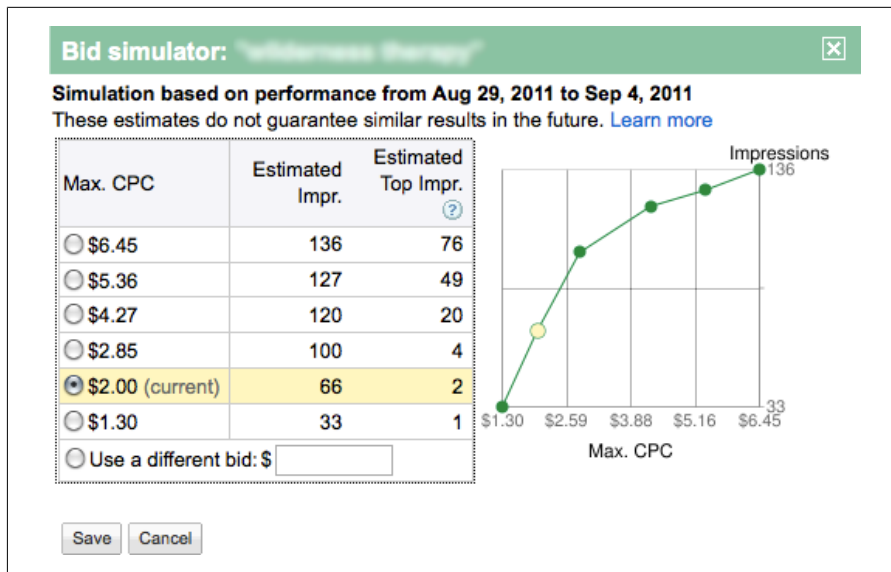 Bid simulator:
Simulation based on performance from Aug 29, 2011 to Sep 4, 2011
These estimates do not guarantee similar results in the future. Learn more
Max. CPC Estimated Impr. Estimated Top Impr. ?
$6.45 136 76
$5.36 127 49
$4.27 120 20
$2.85 100 4
$2.00 (current) 66 2
$1.30 33 1
Use a different bid: $
Impressions
136
33
$1.30 $2.59 $3.88 $5.16 $6.45
Max. CPC
Save Cancel